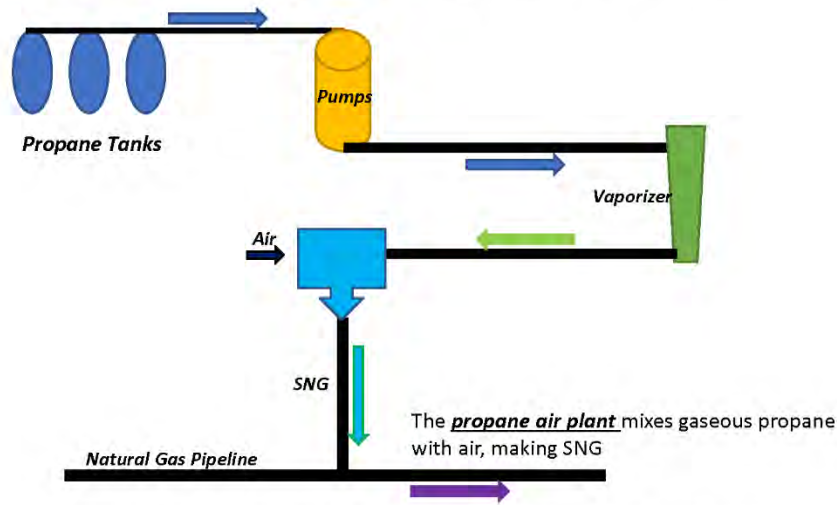 Pumps
Propane Tanks
Vaporizer
Air
SNG
The propane air plant mixes gaseous propane
with air, making SNG
Natural Gas Pipeline